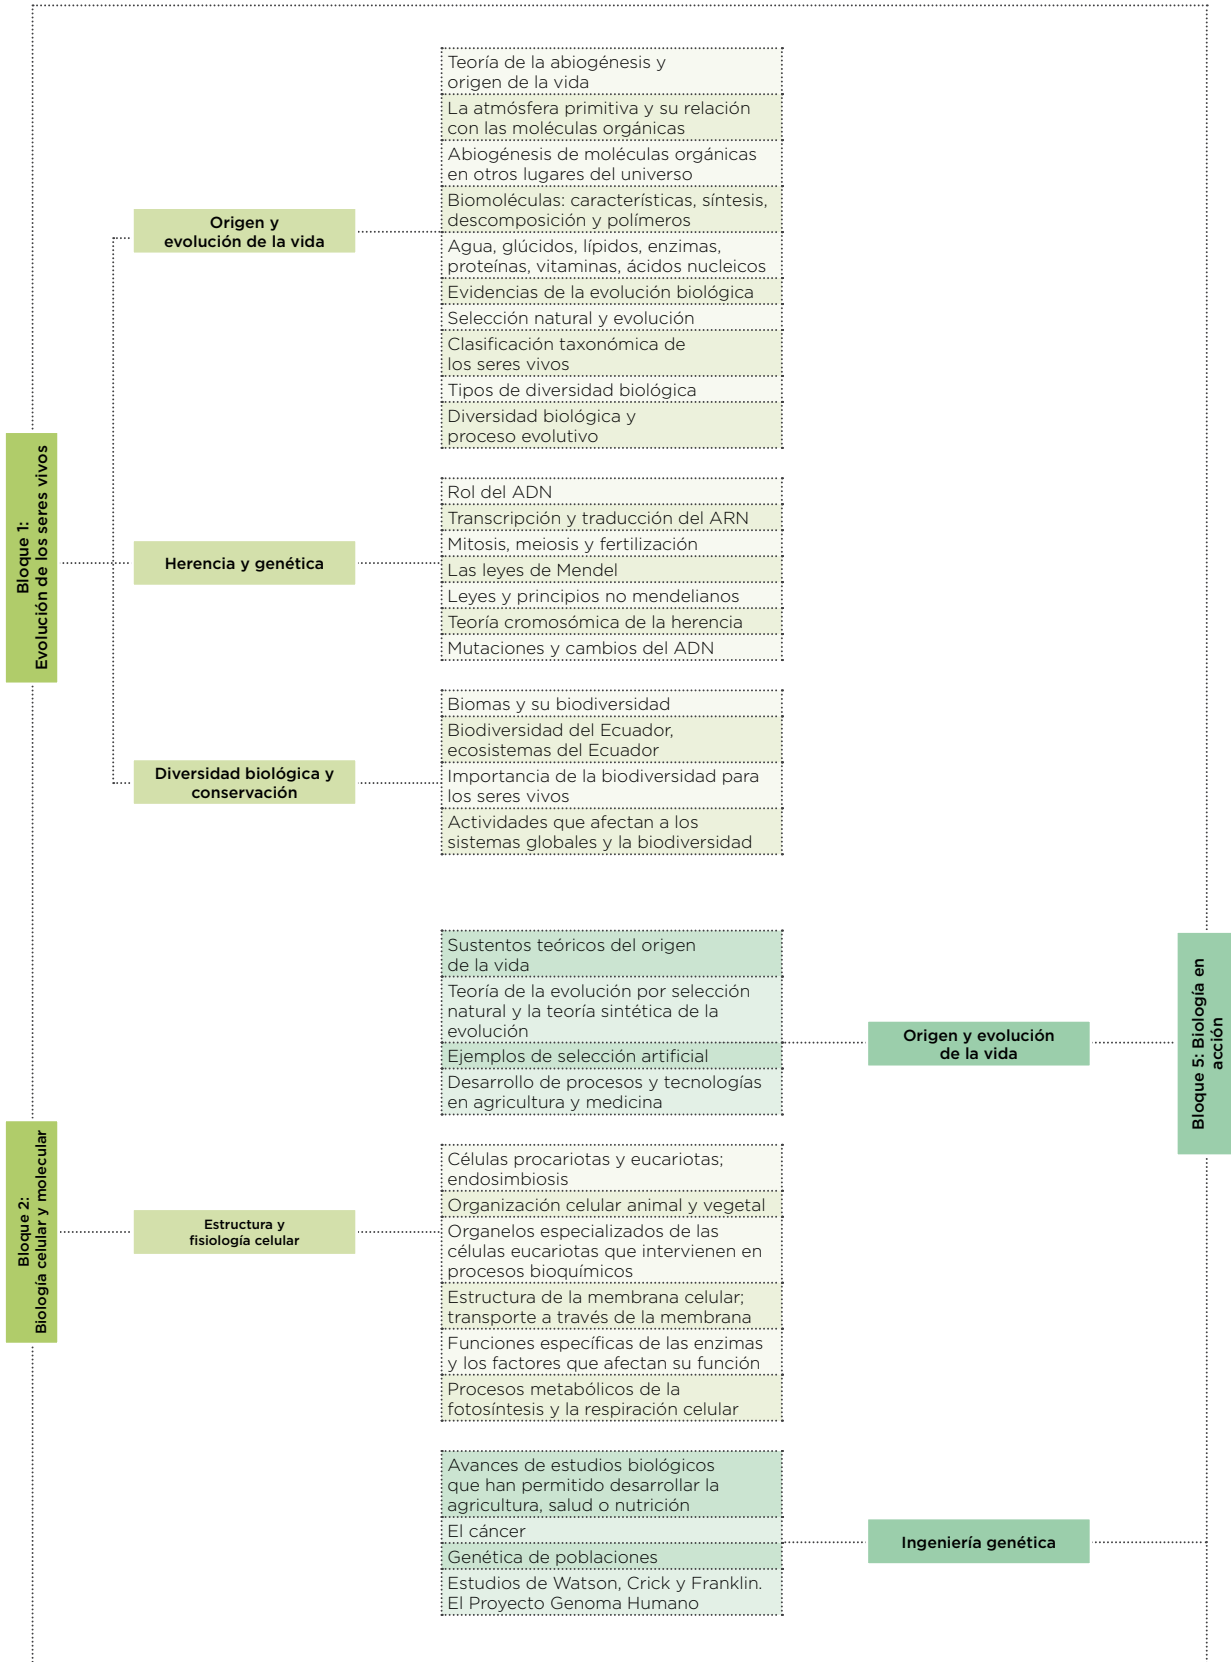 Bloque 1:
Evolución de los seres vivos
Origen y
evolución de la vida
Teoría de la abiogénesis y
origen de la vida
La atmósfera primitiva y su relación
con las moléculas orgánicas
Abiogénesis de moléculas orgánicas
en otros lugares del universo
Biomoléculas: características, síntesis,
descomposición y polímeros
Agua, glúcidos, lípidos, enzimas,
proteínas, vitaminas, ácidos nucleicos
Evidencias de la evolución biológica
Selección natural y evolución
Clasificación taxonómica de
los seres vivos
Tipos de diversidad biológica
Diversidad biológica y
proceso evolutivo
Herencia y genética
Rol del ADN
Transcripción y traducción del ARN
Mitosis, meiosis y fertilización
Las leyes de Mendel
Leyes y principios no mendelianos
Teoría cromosómica de la herencia
Mutaciones y cambios del ADN
Diversidad biológica y
conservación
Biomas y su biodiversidad
Biodiversidad del Ecuador,
ecosistemas del Ecuador
Importancia de la biodiversidad para
los seres vivos
Actividades que afectan a los
sistemas globales y la biodiversidad
Sustentos teóricos del origen
de la vida
Teoría de la evolución por selección
natural y la teoría sintética de la
evolución
Ejemplos de selección artificial
Desarrollo de procesos y tecnologías
en agricultura y medicina
Origen y evolución
de la vida
Bloque 5: Biología en
acción
Bloque 2:
Biología celular y molecular
Estructura y
fisiología celular
Células procariotas y eucariotas;
endosimbiosis
Organización celular animal y vegetal
Organelos especializados de las
células eucariotas que intervienen en
procesos bioquímicos
Estructura de la membrana celular;
transporte a través de la membrana
Funciones específicas de las enzimas
y los factores que afectan su función
Procesos metabólicos de la
fotosíntesis y la respiración celular
Avances de estudios biológicos
que han permitido desarrollar la
agricultura, salud o nutrición
El cáncer
Genética de poblaciones
Estudios de Watson, Crick y Franklin.
El Proyecto Genoma Humano
Ingeniería genética